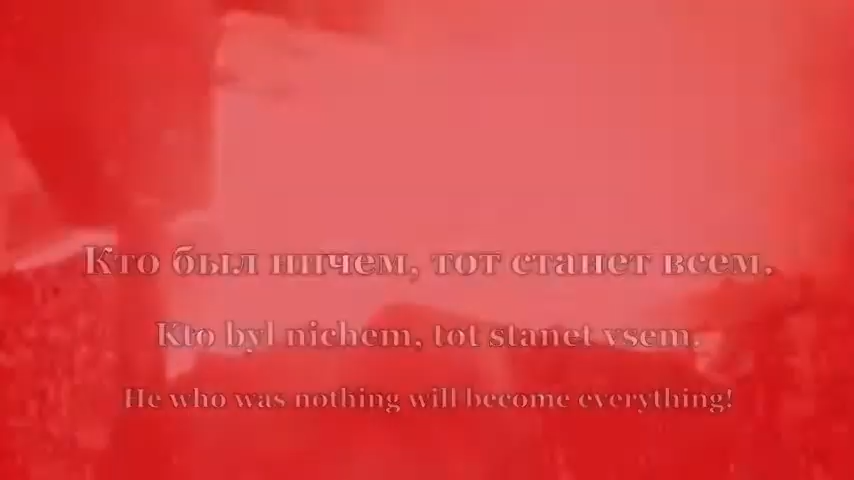 Кто был ничем, тот станет всем.
Kto byl nichem, tot stanet vsem.
He who was nothing will become everything!